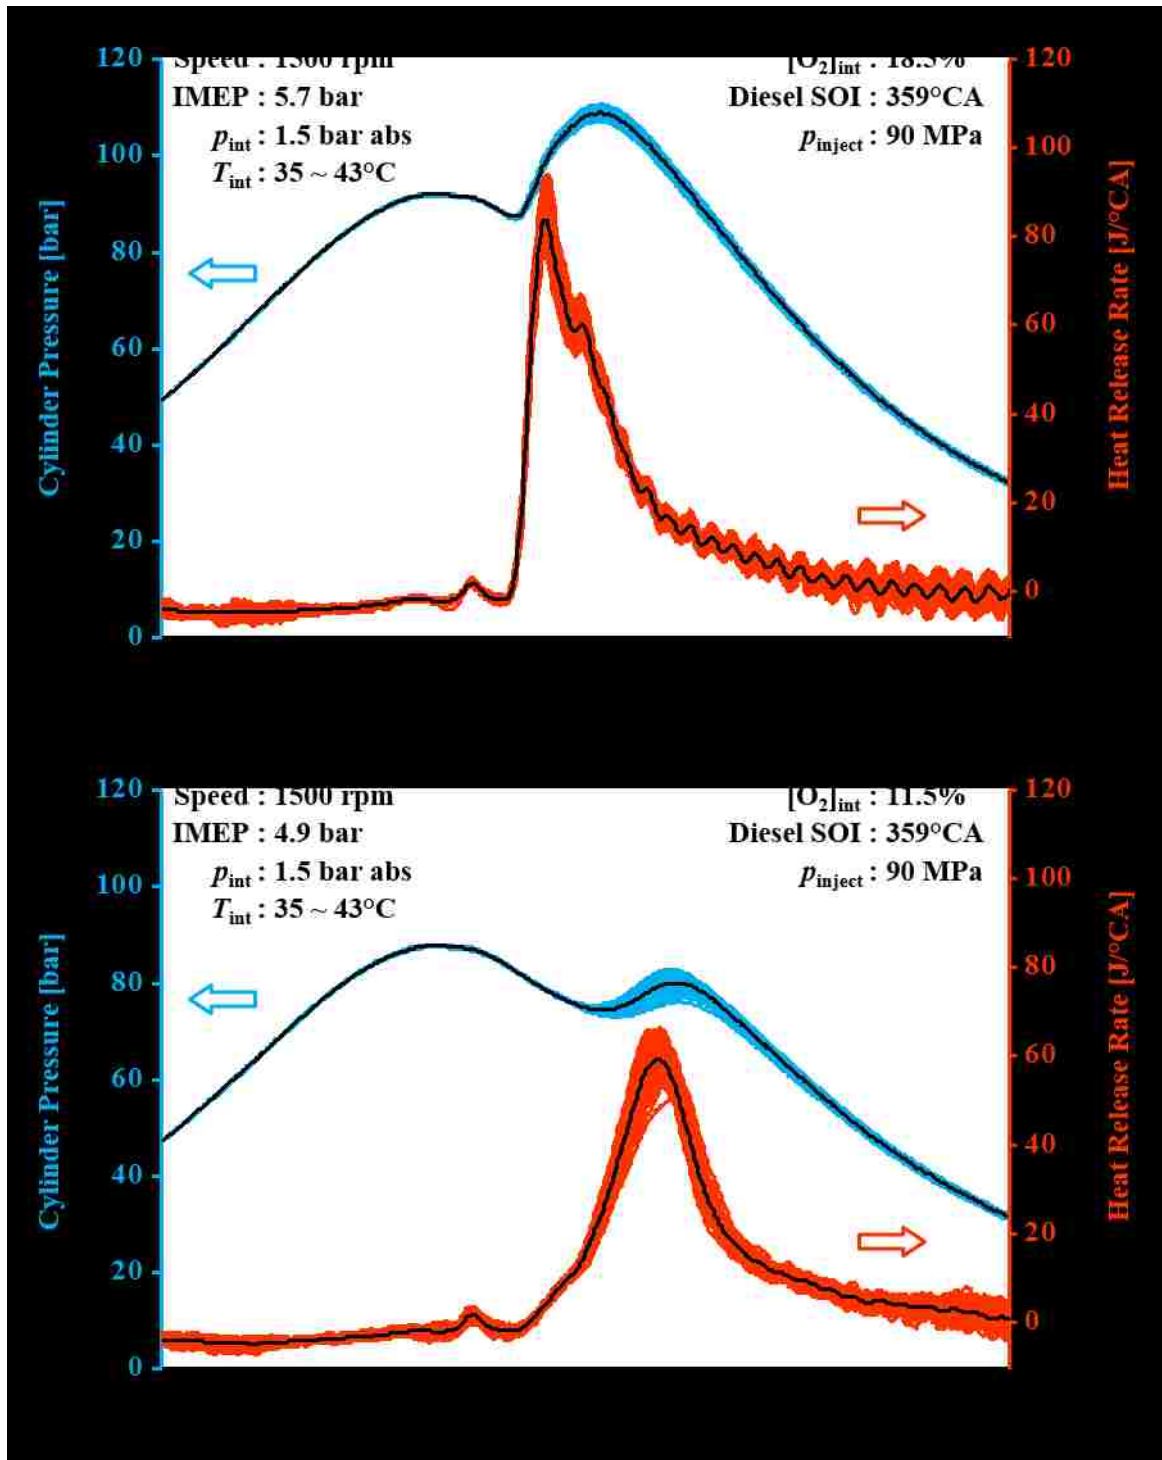 120
Speed : 1500 rpm
[O2]int : 18.5%
120
IMEP : 5.7 bar
Diesel SOI : 359°CA
pint : 1.5 bar abs
pinject : 90 MPa
Tint : 35 ~ 43°C
100
100
80
80
60
60
40
40
20
20
0
0
Cylinder Pressure [bar]
Heat Release Rate [J/°CA]
120
Speed : 1500 rpm
[O2]int : 11.5%
120
IMEP : 4.9 bar
Diesel SOI : 359°CA
pint : 1.5 bar abs
pinject : 90 MPa
Tint : 35 ~ 43°C
100
100
80
80
60
60
40
40
20
20
0
0
Cylinder Pressure [bar]
Heat Release Rate [J/°CA]